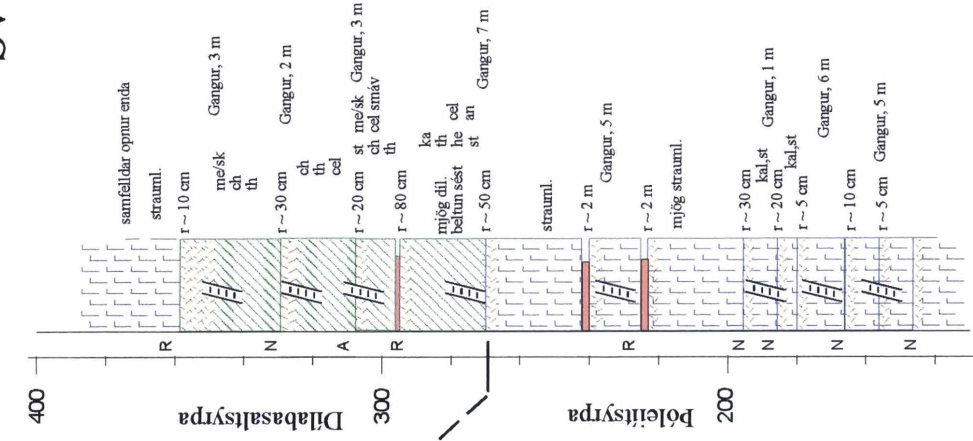 400
300
200
Dílabasaltsyrpa
Þóleiítsyrpa
R
N
A
R
R
N
N
N
N
samfelldar opnur enda
strauml.
r ~ 10 cm
me/sk
ch
th
Gangur, 3 m
r ~ 30 cm
Gangur, 2 m
ch
th
cel
r ~ 20 cm
st me/sk Gangur, 3 m
ch cel smáv
th
r ~ 80 cm
ka
th
mjög díl. he cel
beltun sést st an
r ~ 50 cm
Gangur, 7 m
strauml.
r ~ 2 m
Gangur, 5 m
r ~ 2 m
mjög strauml.
r ~ 30 cm
kal,st
Gangur, 1 m
r ~ 20 cm
kal,st
r ~ 5 cm
Gangur, 6 m
r ~ 10 cm
r ~ 5 cm
Gangur, 5 m